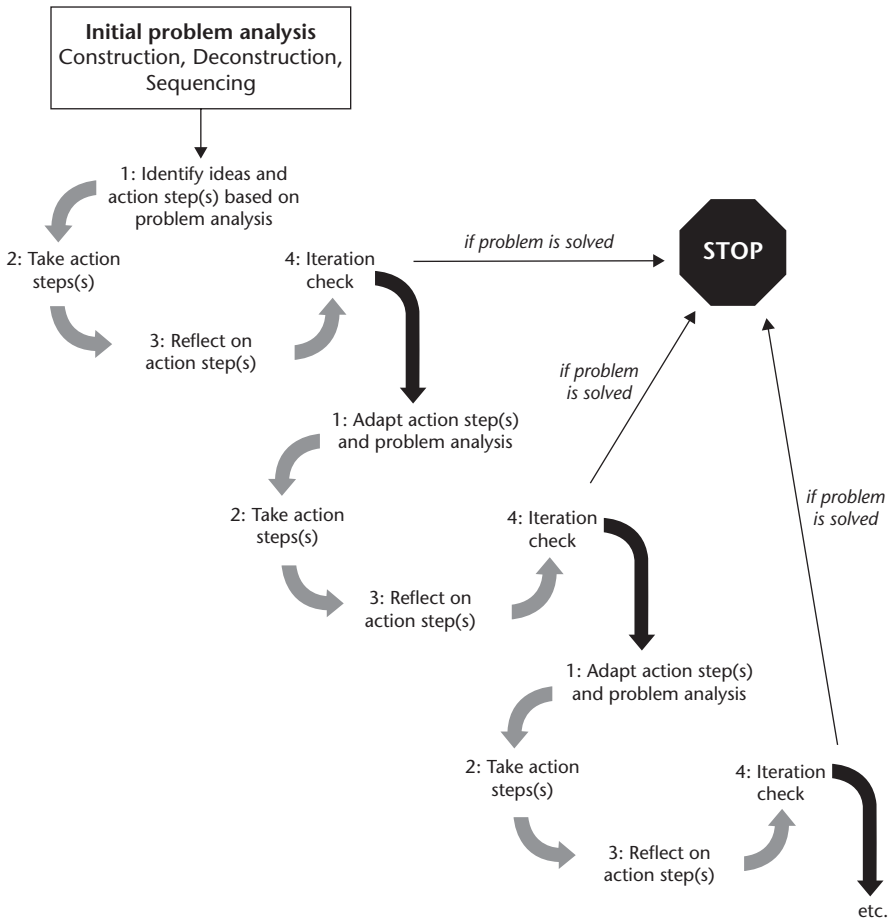 Initial problem analysis
Construction, Deconstruction,
Sequencing
1: Identify ideas and
action step(s) based on
problem analysis
2: Take action
steps(s)
3: Reflect on
action step(s)
4: Iteration
check
if problem is solved
STOP
1: Adapt action step(s)
and problem analysis
2: Take action
steps(s)
3: Reflect on
action step(s)
4: Iteration
check
if problem
is solved
1: Adapt action step(s)
and problem analysis
2: Take action
steps(s)
3: Reflect on
action step(s)
4: Iteration
check
if problem
is solved
etc.